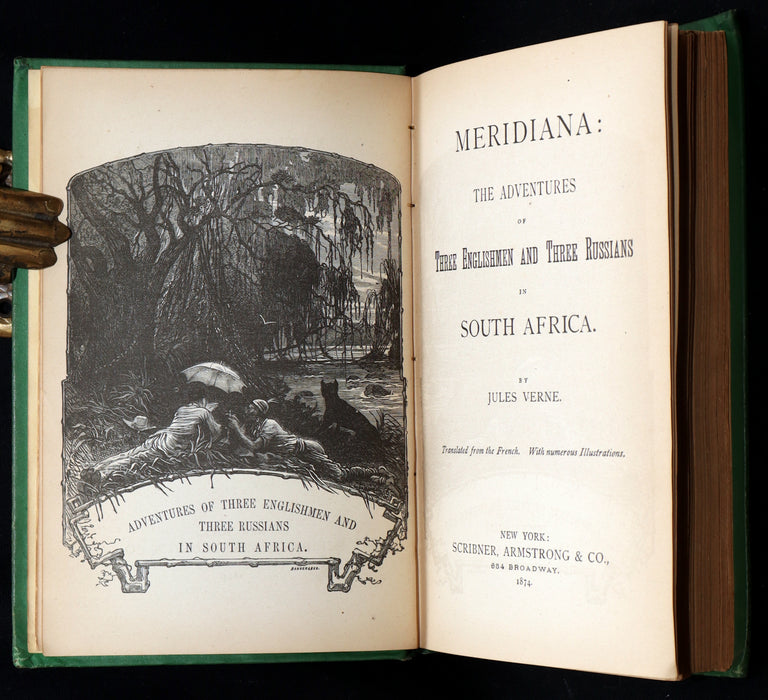 ADVENTURES OF THREE ENGLISHMEN AND
THREE RUSSIANS
IN SOUTH AFRICA.
MERIDIANA:
THE ADVENTURES
OF
THREE ENGLISHMEN AND THREE RUSSIANS
IN
SOUTH AFRICA.
BY
JULES VERNE.
Translated from the French. With numerous Illustrations.
NEW YORK:
SCRIBNER, ARMSTRONG & CO.,
654 BROADWAY.
1874.